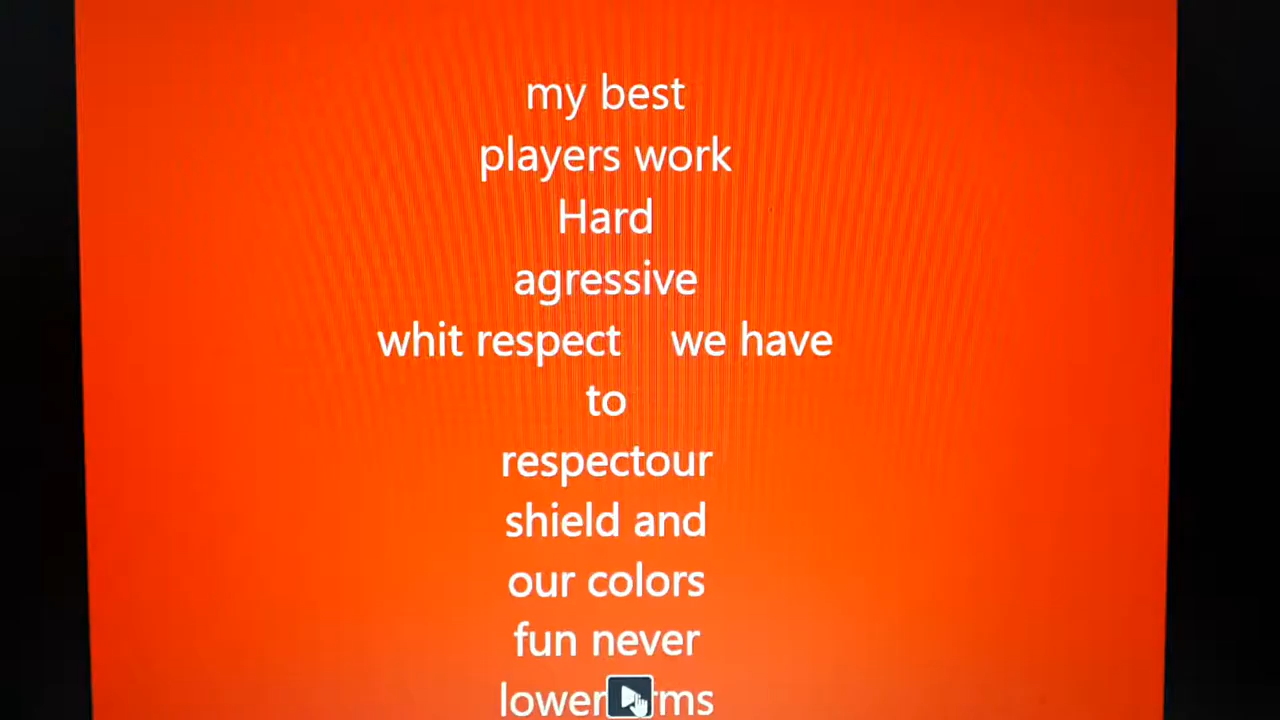 my best
players work
Hard
agressive
whit respect we have
to
respectour
shield and
our colors
fun never
lower